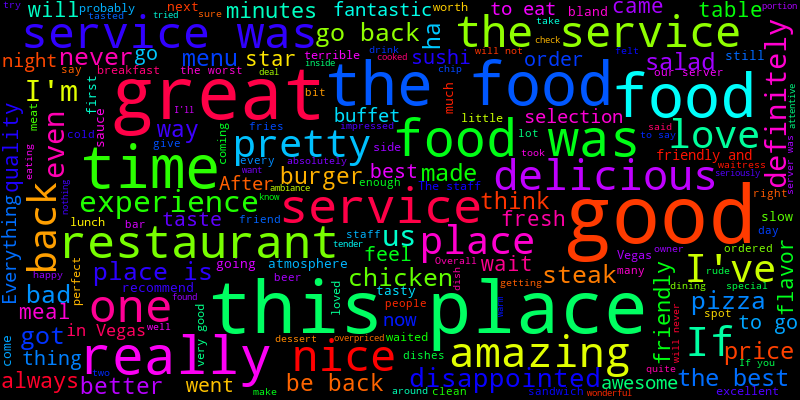 try
will
probably
next
minutes
fantastic
worth
to eat
came
table
portion
tasted
tried
sure
take
bland
service was
go back
ha
the service
drink
check
will not
felt
night
say
never
go
menu
star
terrible
inside
sushi
order
salad
still
breakfast
the worst
deal
cooked
chip
our server
definitely
I'm
first
great
bit
the food
food
attentive
meat
sauce
I'll
much
little
selection
said
to say
way
buffet
lot
love
cold
fries
impressed
even
give
coming
pretty
side
food was
took
friendly and
waitress
server was
quality
time
every
absolutely
best
made
delicious
seriously
eating
want
After
burger
enough
The staff
nothing
ambiance
know
right
Everything
back
experience
service
think
good
lunch
bar
taste
friend
fresh
slow
restaurant
staff
us
place
Vegas
owner
ordered
day
tender
feel
wait
I've
flavor
place is
going
atmosphere
Overall
many
rude
happy
perfect
recommend
beer
chicken
dish
steak
dining
special
bad
found
loved
tasty
getting
friendly
pizza
meal
one
this place
people
spot
to go
in Vegas
well
very good
now
will never
If
got
come
thing
really
dessert
overpriced
waited
nice
dishes
amazing
quite
price
If you
always
two
better
went
be back
disappointed
awesome
the best
make
around
clean
sandwich
wonderful
excellent